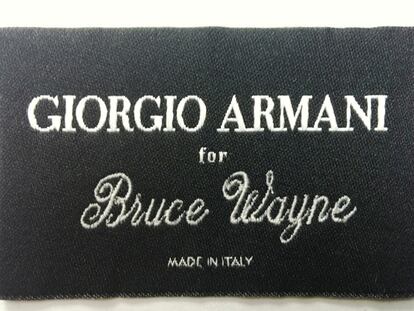 GIORGIO ARMANI
for
Bruce Wayne
MADE IN ITALY